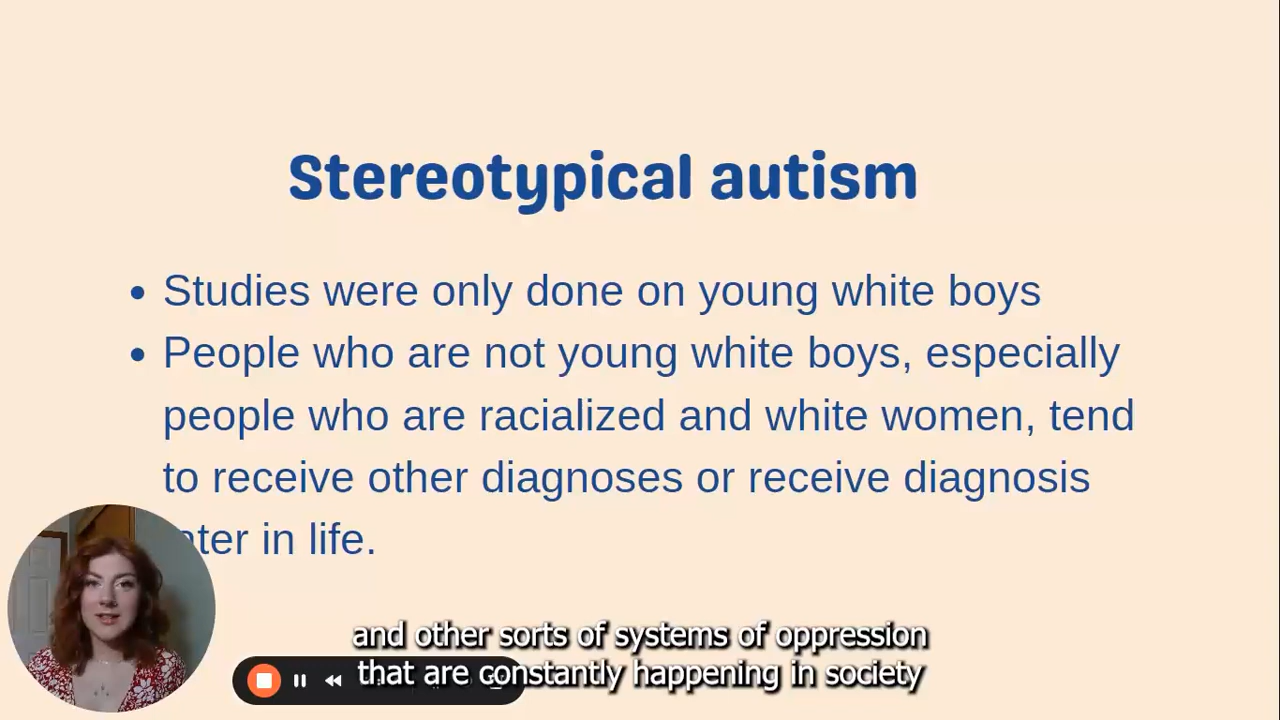 Stereotypical autism
• Studies were only done on young white boys
• People who are not young white boys, especially
people who are racialized and white women, tend
to receive other diagnoses or receive diagnosis
in life.
and other sorts of systems of oppression
that are constantly happening in society